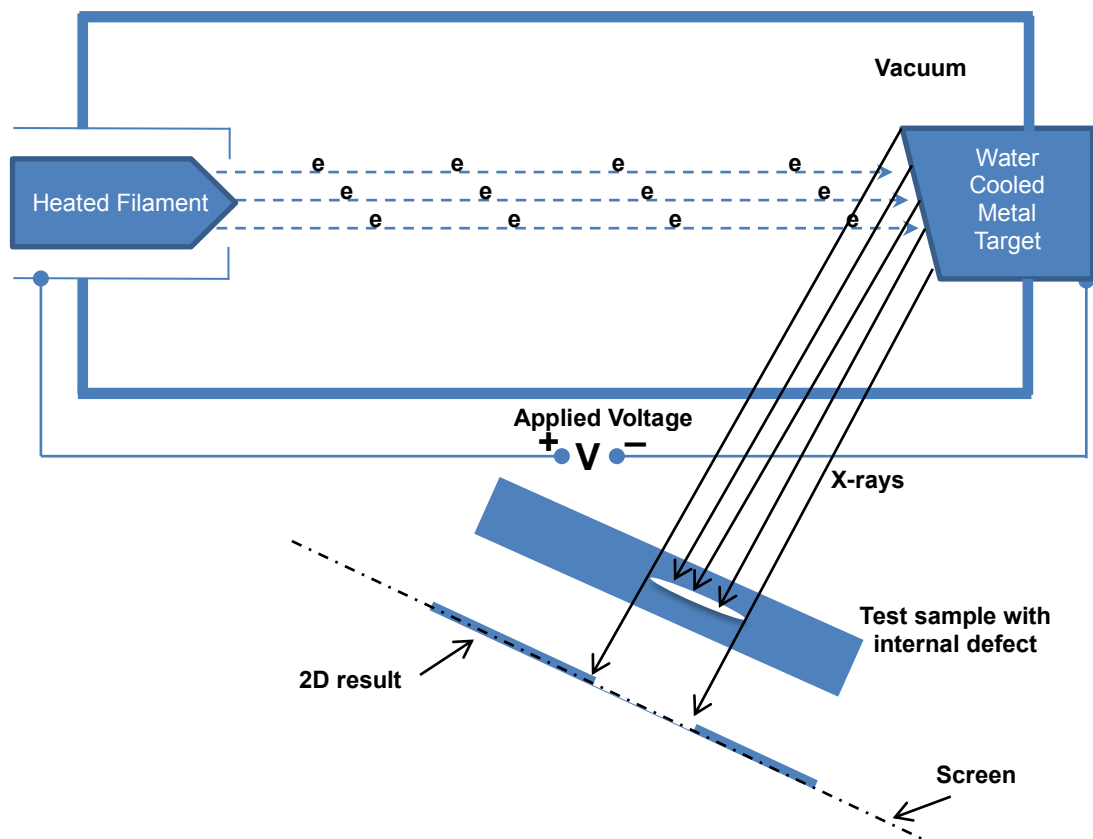 Vacuum
Heated Filament
e e e e
e e e e
e e e e
Water
Cooled
Metal
Target
Applied Voltage
+ V −
X-rays
Test sample with
internal defect
2D result
Screen